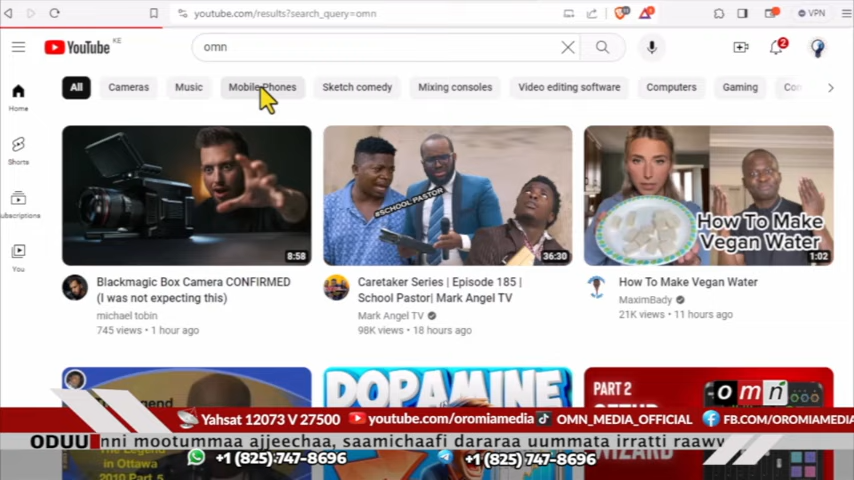 youtube.com/results?search_query=omn
VPN
YouTube KE
omn
2
All Cameras Music Mobile Phones Sketch comedy Mixing consoles Video editing software Computers Gaming
Home
Shorts
ubscriptions
You
8:58
Blackmagic Box Camera CONFIRMED
(I was not expecting this)
michael tobin
745 views • 1 hour ago
#SCHOOL PASTOR
36:30
Caretaker Series | Episode 185 |
School Pastor| Mark Angel TV
Mark Angel TV
98K views • 18 hours ago
How To Make
Vegan Water
1:02
How To Make Vegan Water
MaximBady
21K views • 11 hours ago
The Legend
in Ottawa
2010 Part 5
DOPAMINE
PART 2
WIZARD
omn
Yahsat 12073 V 27500 youtube.com/oromiamedia OMN_MEDIA_OFFICIAL FB.COM/OROMIAMEDIA
ODUU nni mootummaa ajjeechaa, saamichaafi dararaa uummata irratti raaww
+1 (825) 747-8696 +1 (825) 747-8696